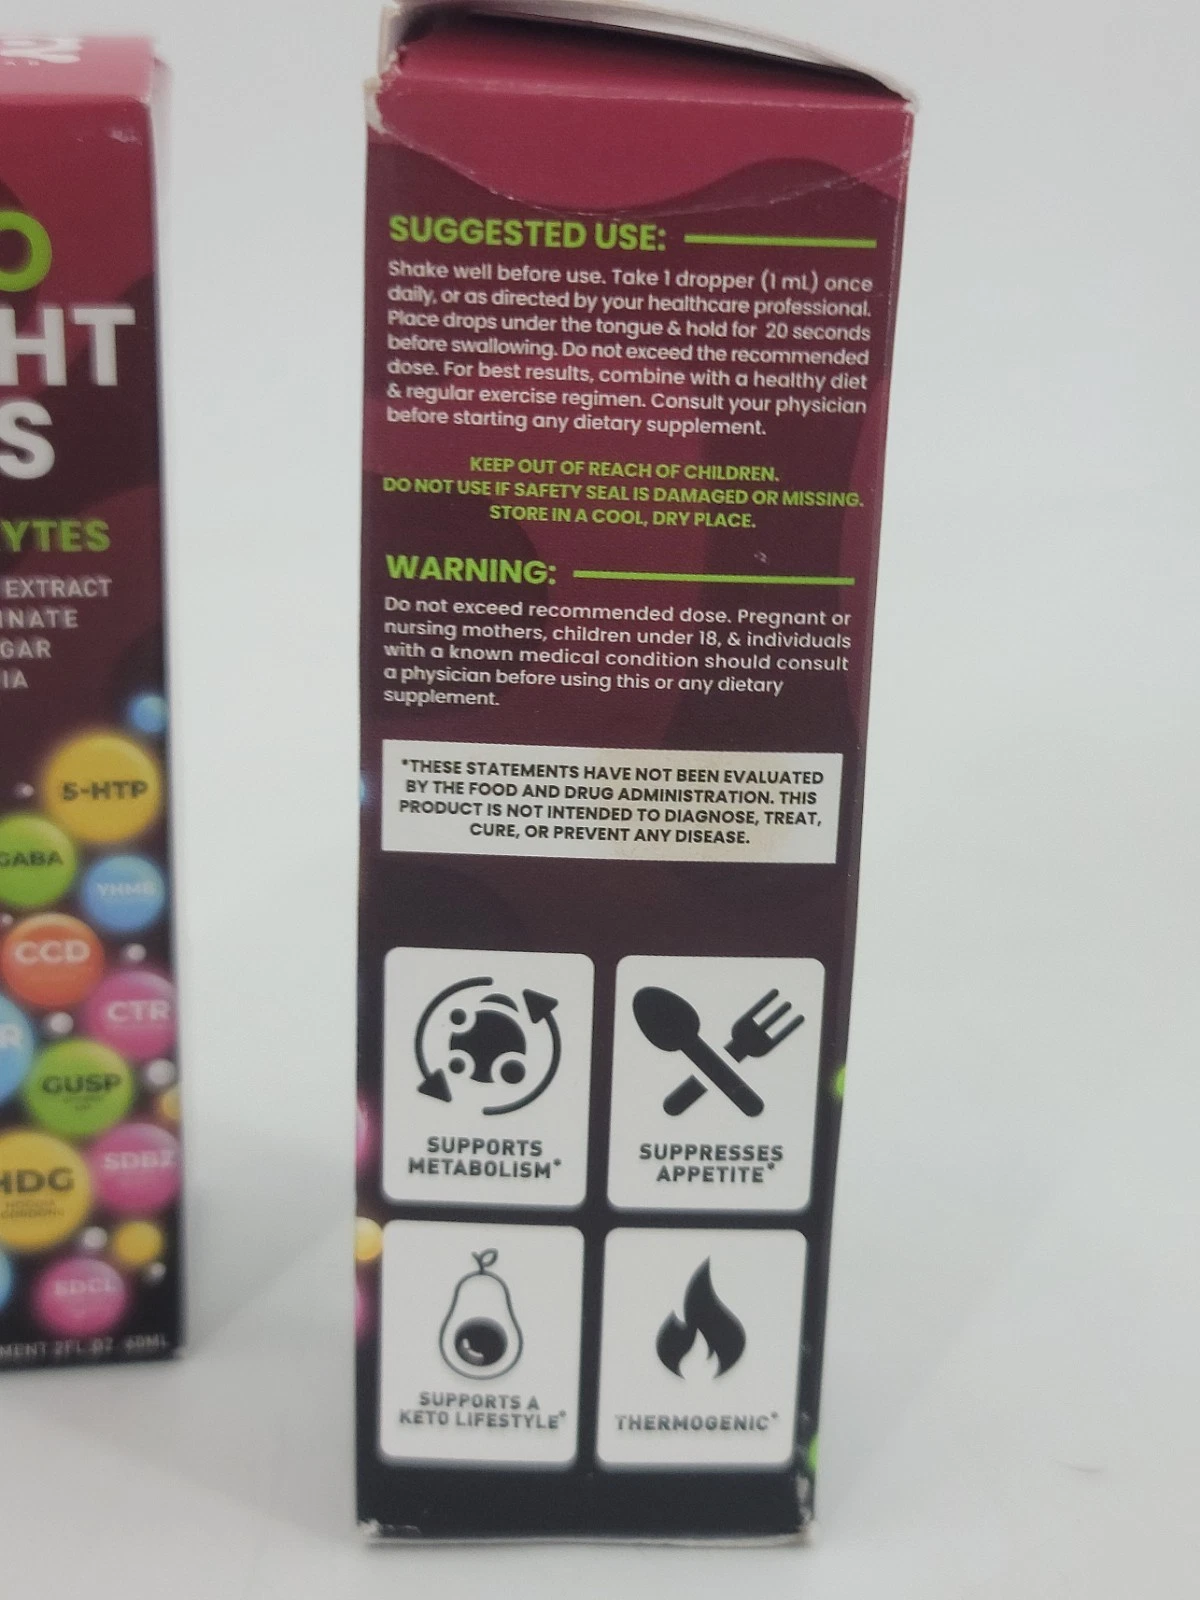 O
HT
S
YTES
EXTRACT
INATE
GAR
IA
5-HTP
GABA
YHMB
CCD
CTR
GUSP
SDBZ
HDG
SDCL
MENT 2FL OZ 60ML
SUGGESTED USE:
Shake well before use. Take 1 dropper (1 mL) once
daily, or as directed by your healthcare professional.
Place drops under the tongue & hold for 20 seconds
before swallowing. Do not exceed the recommended
dose. For best results, combine with a healthy diet
& regular exercise regimen. Consult your physician
before starting any dietary supplement.
KEEP OUT OF REACH OF CHILDREN.
DO NOT USE IF SAFETY SEAL IS DAMAGED OR MISSING.
STORE IN A COOL, DRY PLACE.
WARNING:
Do not exceed recommended dose. Pregnant or
nursing mothers, children under 18, & individuals
with a known medical condition should consult
a physician before using this or any dietary
supplement.
*THESE STATEMENTS HAVE NOT BEEN EVALUATED
BY THE FOOD AND DRUG ADMINISTRATION. THIS
PRODUCT IS NOT INTENDED TO DIAGNOSE, TREAT,
CURE, OR PREVENT ANY DISEASE.
SUPPORTS
METABOLISM*
SUPPRESSES
APPETITE*
SUPPORTS A
KETO LIFESTYLE*
THERMOGENIC*